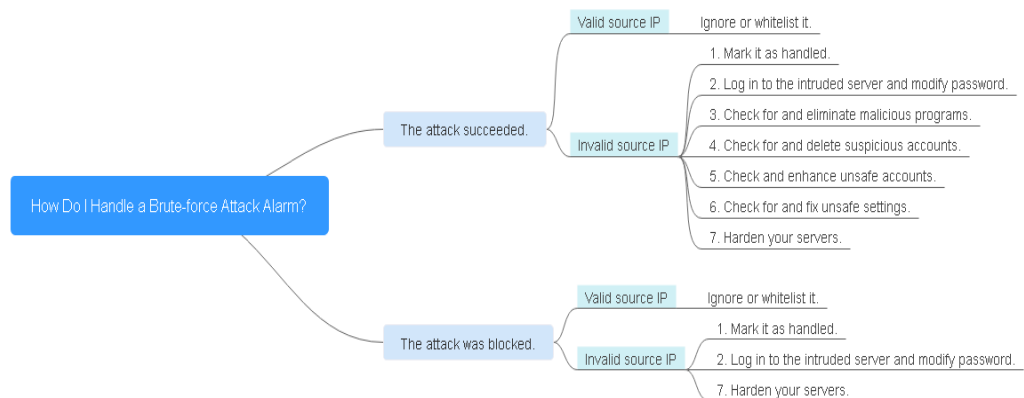 How Do I Handle a Brute-force Attack Alarm?
The attack succeeded.
Valid source IP
Ignore or whitelist it.
Invalid source IP
1. Mark it as handled.
2. Log in to the intruded server and modify password.
3. Check for and eliminate malicious programs.
4. Check for and delete suspicious accounts.
5. Check and enhance unsafe accounts.
6. Check for and fix unsafe settings.
7. Harden your servers.
The attack was blocked.
Valid source IP
Ignore or whitelist it.
Invalid source IP
1. Mark it as handled.
2. Log in to the intruded server and modify password.
7. Harden your servers.